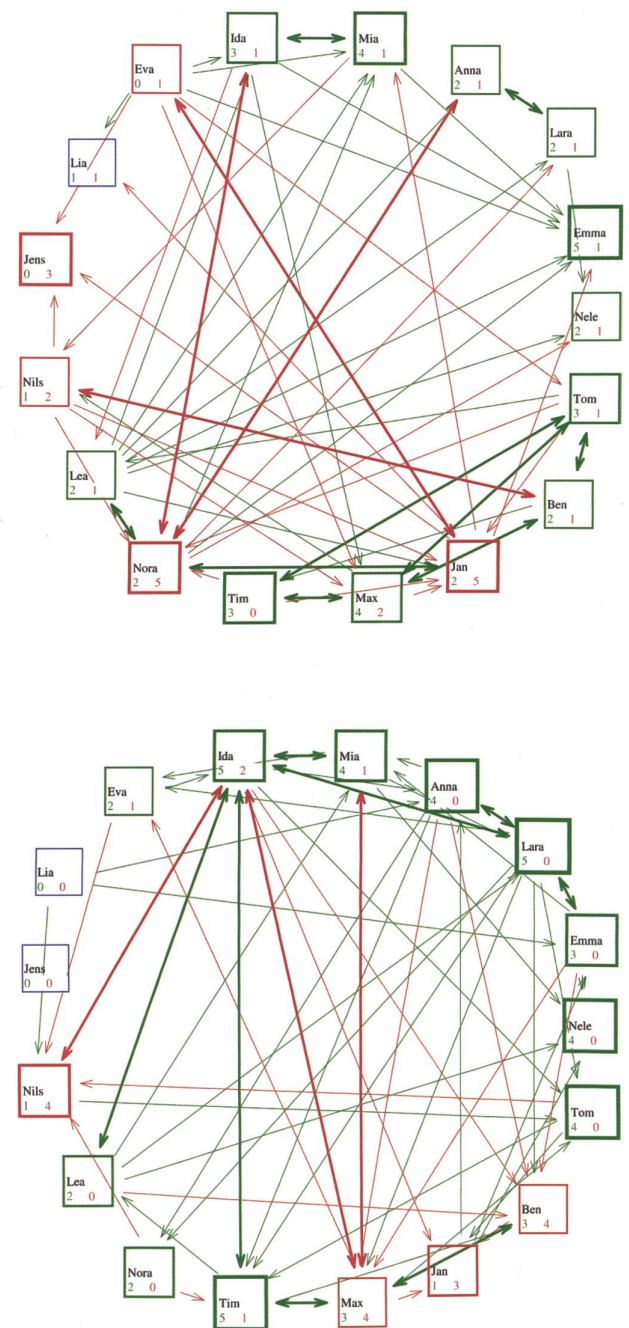 Ida
3 1
Mia
4 1
Eva
0 1
Anna
2 1
Lara
2 1
Lia
1 1
Emma
5 1
Jens
0 3
Nele
2 1
Nils
1 2
Tom
3 1
Lea
2 1
Ben
2 1
Nora
2 5
Tim
3 0
Max
4 2
Jan
2 5
Ida
5 2
Mia
4 1
Eva
2 1
Anna
4 0
Lara
5 0
Lia
0 0
Emma
3 0
Jens
0 0
Nele
4 0
Nils
1 4
Tom
4 0
Lea
2 0
Ben
3 4
Nora
2 0
Tim
5 1
Max
3 4
Jan
1 3